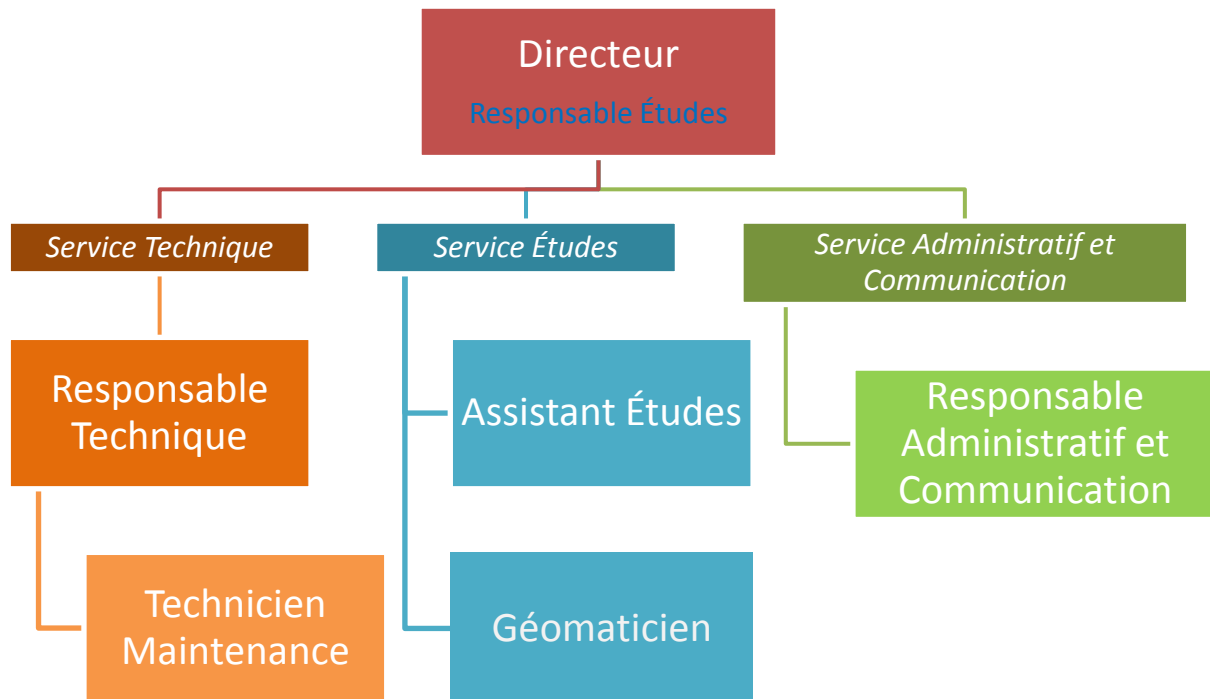 Directeur
Responsable Études
Service Technique
Service Études
Service Administratif et
Communication
Responsable
Technique
Assistant Études
Responsable
Administratif et
Communication
Technicien
Maintenance
Géomaticien